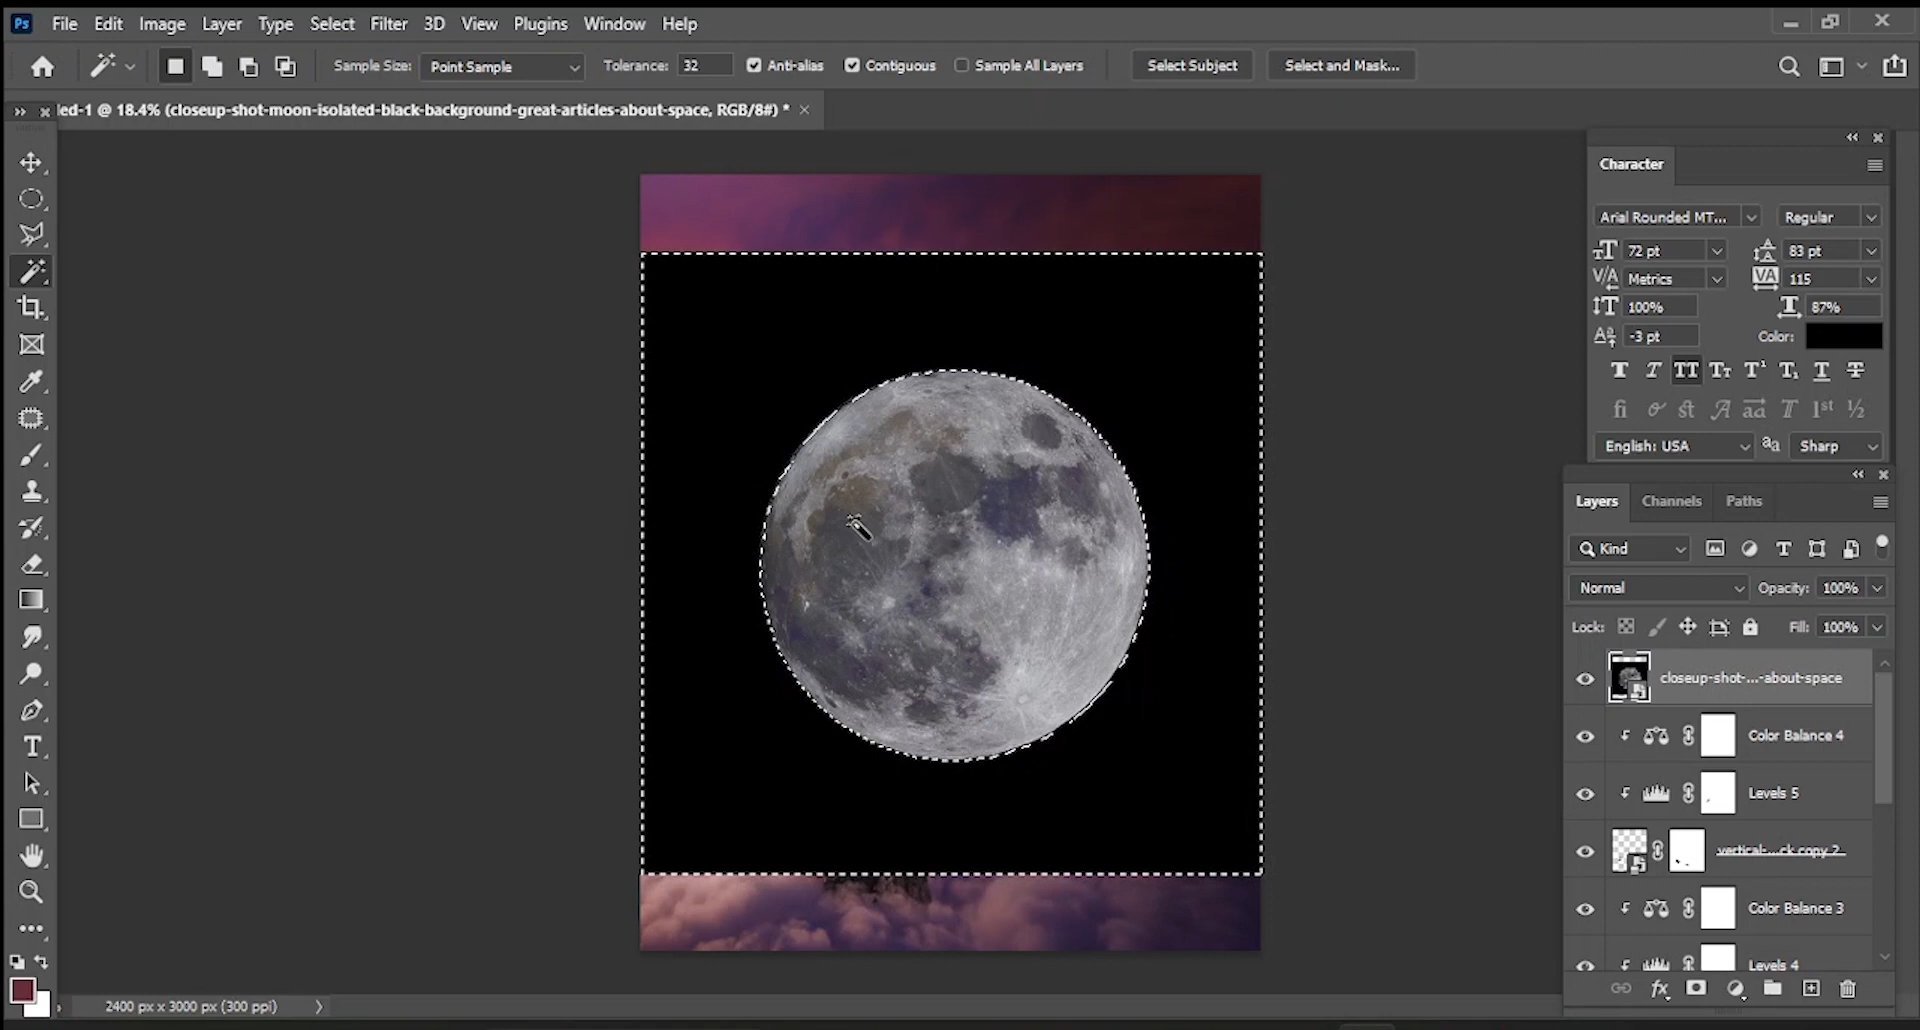 Ps File Edit Image Layer Type Select Filter 3D View Plugins Window Help
Sample Size: Point Sample Tolerance: 32 Anti-alias Contiguous Sample All Layers Select Subject Select and Mask...
led-1 @ 18.4% (closeup-shot-moon-isolated-black-background-great-articles-about-space, RGB/8#) *
Character
Arial Rounded MT... Regular
72 pt 83 pt
Metrics 115
100% 87%
-3 pt Color:
English: USA Sharp
Layers Channels Paths
Kind
Normal Opacity: 100%
Lock: Fill: 100%
closeup-shot-...-about-space
Color Balance 4
Levels 5
vertical-...ck copy 2
Color Balance 3
Levels 4
2400 px x 3000 px (300 ppi)